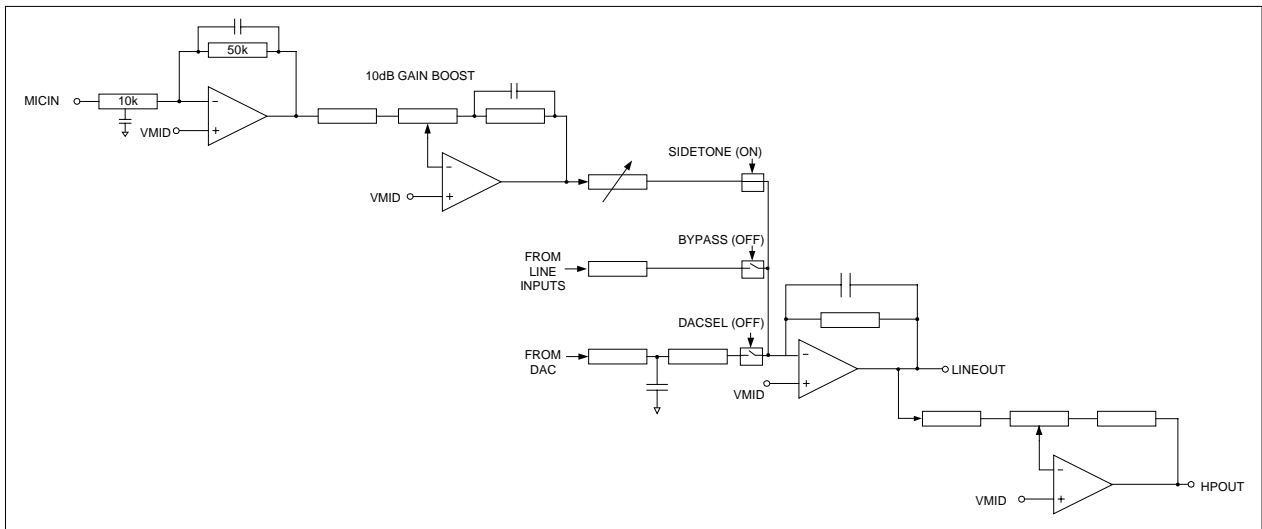 50k
10dB GAIN BOOST
MICIN
10k
−
VMID
+
SIDETONE (ON)
−
VMID
+
BYPASS (OFF)
FROM
LINE
INPUTS
DACSEL (OFF)
FROM
DAC
−
LINEOUT
VMID
+
−
HPOUT
VMID
+